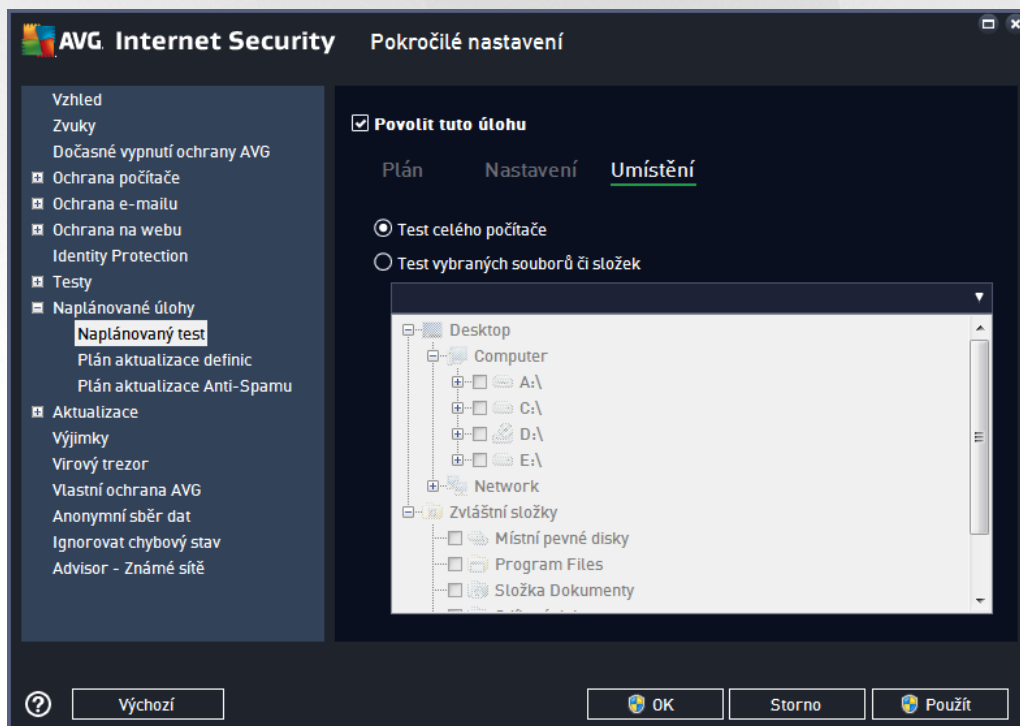 AVG. Internet Security Pokročilé nastavení
Vzhled
Zvuky
Dočasné vypnutí ochrany AVG
Ochrana počítače
Ochrana e-mailu
Ochrana na webu
Identity Protection
Testy
Naplánované úlohy
Naplánovaný test
Plán aktualizace definic
Plán aktualizace Anti-Spamu
Aktualizace
Výjimky
Virový trezor
Vlastní ochrana AVG
Anonymní sběr dat
Ignorovat chybový stav
Advisor - Známé sítě
Povolit tuto úlohu
Plán Nastavení Umístění
Test celého počítače
Test vybraných souborů či složek
Desktop
Computer
A:\
C:\
D:\
E:\
Network
Zvláštní složky
Místní pevné disky
Program Files
Složka Dokumenty
? Výchozí OK Storno Použít